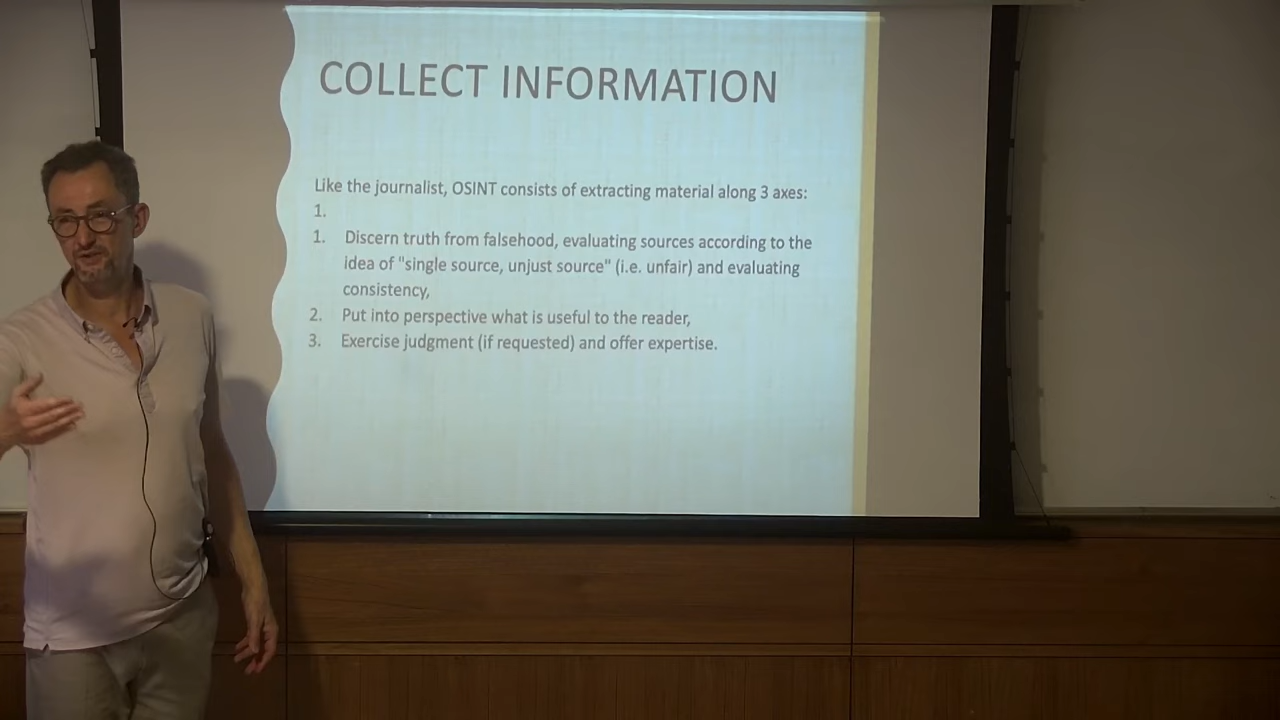 COLLECT INFORMATION
Like the journalist, OSINT consists of extracting material along 3 axes:
1.
1. Discern truth from falsehood, evaluating sources according to the
idea of "single source, unjust source" (i.e. unfair) and evaluating
consistency,
2. Put into perspective what is useful to the reader,
3. Exercise judgment (if requested) and offer expertise.